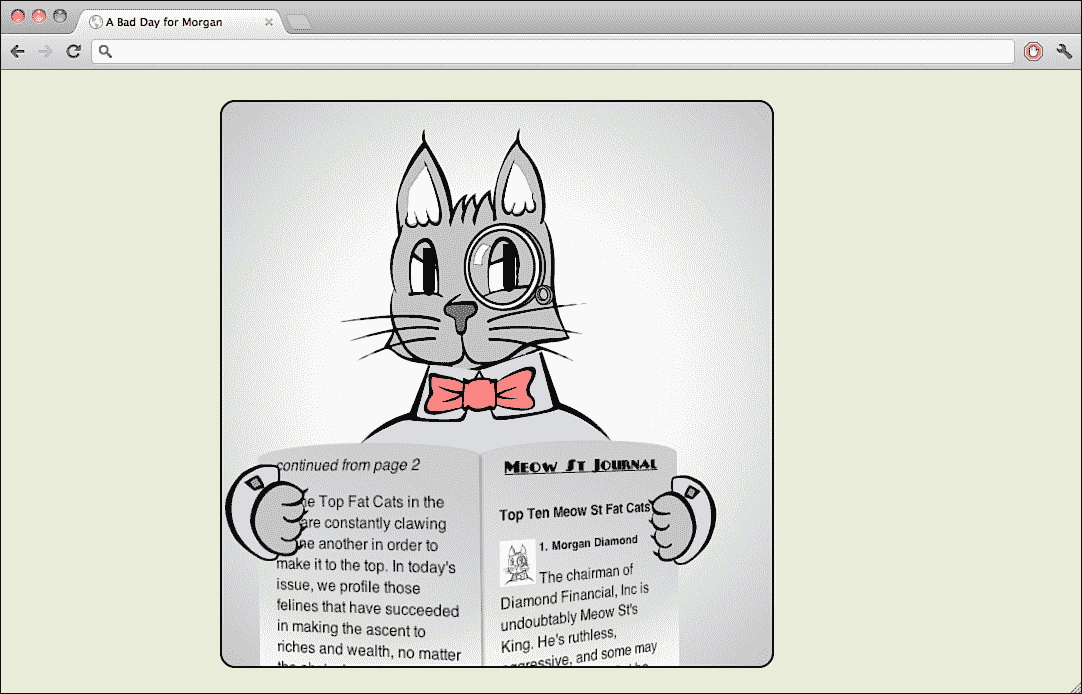 A Bad Day for Morgan
continued from page 2
Top Fat Cats in the
are constantly clawing
another in order to
make it to the top. In today's
issue, we profile those
felines that have succeeded
in making the ascent to
riches and wealth, no matter
MEOW ST JOURNAL
Top Ten Meow St Fat Cats
1. Morgan Diamond
The chairman of
Diamond Financial, Inc is
undoubtably Meow St's
King. He's ruthless,
aggressive, and some may